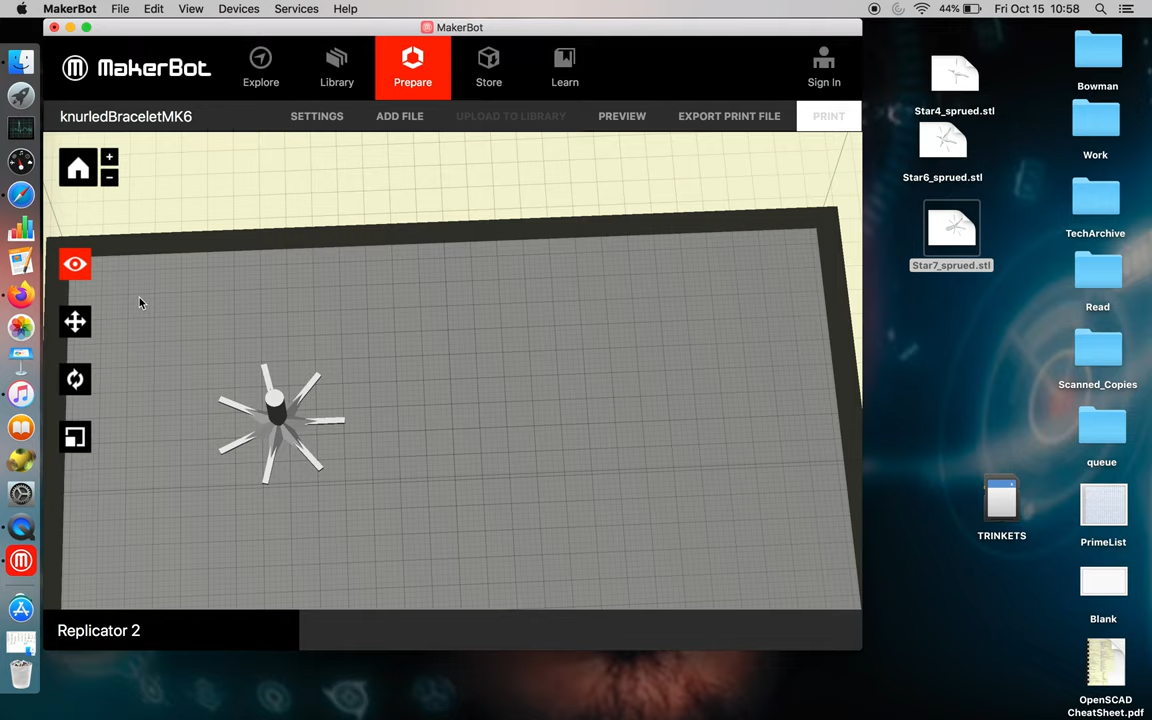 MakerBot File Edit View Devices Services Help
44% Fri Oct 15 10:58
MakerBot
MakerBot
Explore
Library
Prepare
Store
Learn
Sign In
knurledBraceletMK6
SETTINGS
ADD FILE
UPLOAD TO LIBRARY
PREVIEW
EXPORT PRINT FILE
PRINT
+
-
Replicator 2
Star4_sprued.stl
Star6_sprued.stl
Star7_sprued.stl
TRINKETS
Bowman
Work
TechArchive
Read
Scanned_Copies
queue
PrimeList
Blank
OpenSCAD
CheatSheet.pdf